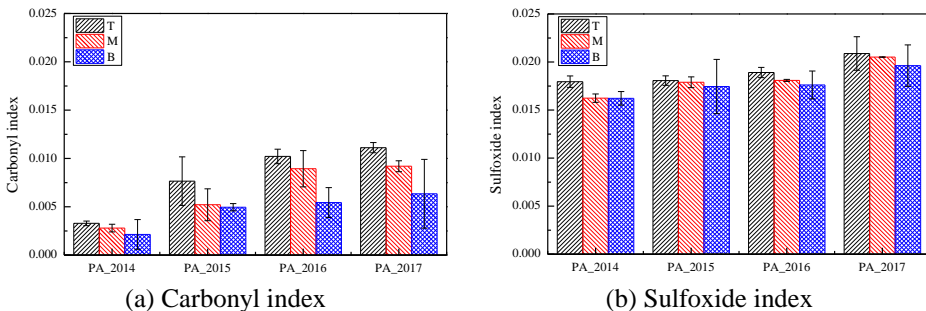 0.025
0.020
0.015
0.010
0.005
0.000
Carbonyl index
T
M
B
PA_2014
PA_2015
PA_2016
PA_2017
(a) Carbonyl index
0.025
0.020
0.015
0.010
0.005
0.000
Sulfoxide index
T
M
B
PA_2014
PA_2015
PA_2016
PA_2017
(b) Sulfoxide index